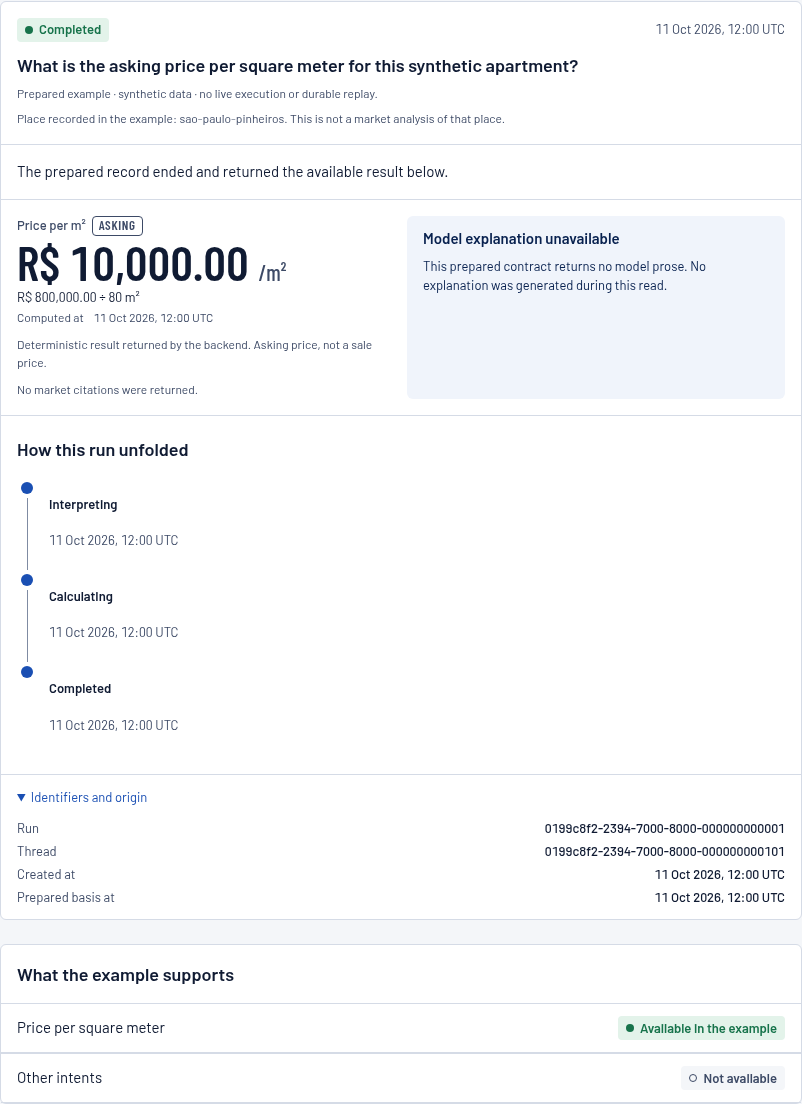 Completed
11 Oct 2026, 12:00 UTC
What is the asking price per square meter for this synthetic apartment?
Prepared example · synthetic data · no live execution or durable replay.
Place recorded in the example: sao-paulo-pinheiros. This is not a market analysis of that place.
The prepared record ended and returned the available result below.
Price per m² ASKING
R$ 10,000.00 /m²
R$ 800,000.00 ÷ 80 m²
Computed at 11 Oct 2026, 12:00 UTC
Deterministic result returned by the backend. Asking price, not a sale
price.
No market citations were returned.
Model explanation unavailable
This prepared contract returns no model prose. No
explanation was generated during this read.
How this run unfolded
Interpreting
11 Oct 2026, 12:00 UTC
Calculating
11 Oct 2026, 12:00 UTC
Completed
11 Oct 2026, 12:00 UTC
Identifiers and origin
Run 0199c8f2-2394-7000-8000-000000000001
Thread 0199c8f2-2394-7000-8000-000000000101
Created at 11 Oct 2026, 12:00 UTC
Prepared basis at 11 Oct 2026, 12:00 UTC
What the example supports
Price per square meter Available in the example
Other intents Not available